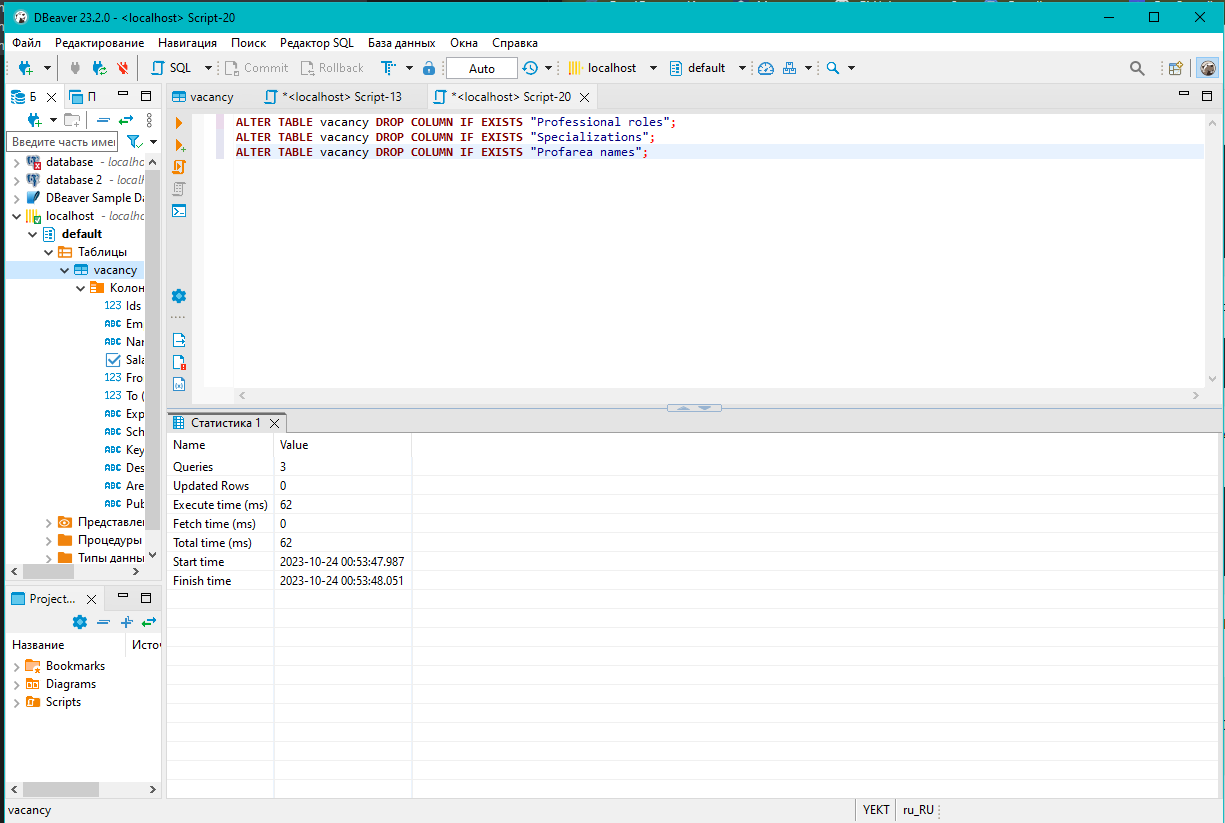 DBeaver 23.2.0 - <localhost> Script-20
Файл Редактирование Навигация Поиск Редактор SQL База данных Окна Справка
SQL Commit Rollback Auto localhost default
Б П
vacancy *<localhost> Script-13 *<localhost> Script-20
Введите часть имен
database - localho
database 2 - localh
DBeaver Sample Da
localhost - localho
default
Таблицы
vacancy
Колон
123 Ids
ABC Em
ABC Nar
Sala
123 Fro
123 To (
ABC Exp
ABC Sch
ABC Key
ABC Des
ABC Are
ABC Pub
Представле
Процедуры
Типы данны
ALTER TABLE vacancy DROP COLUMN IF EXISTS "Professional roles";
ALTER TABLE vacancy DROP COLUMN IF EXISTS "Specializations";
ALTER TABLE vacancy DROP COLUMN IF EXISTS "Profarea names";
Статистика 1
Name Value
Queries 3
Updated Rows 0
Execute time (ms) 62
Fetch time (ms) 0
Total time (ms) 62
Start time 2023-10-24 00:53:47.987
Finish time 2023-10-24 00:53:48.051
Project...
Название Источ
Bookmarks
Diagrams
Scripts
vacancy YEKT ru_RU